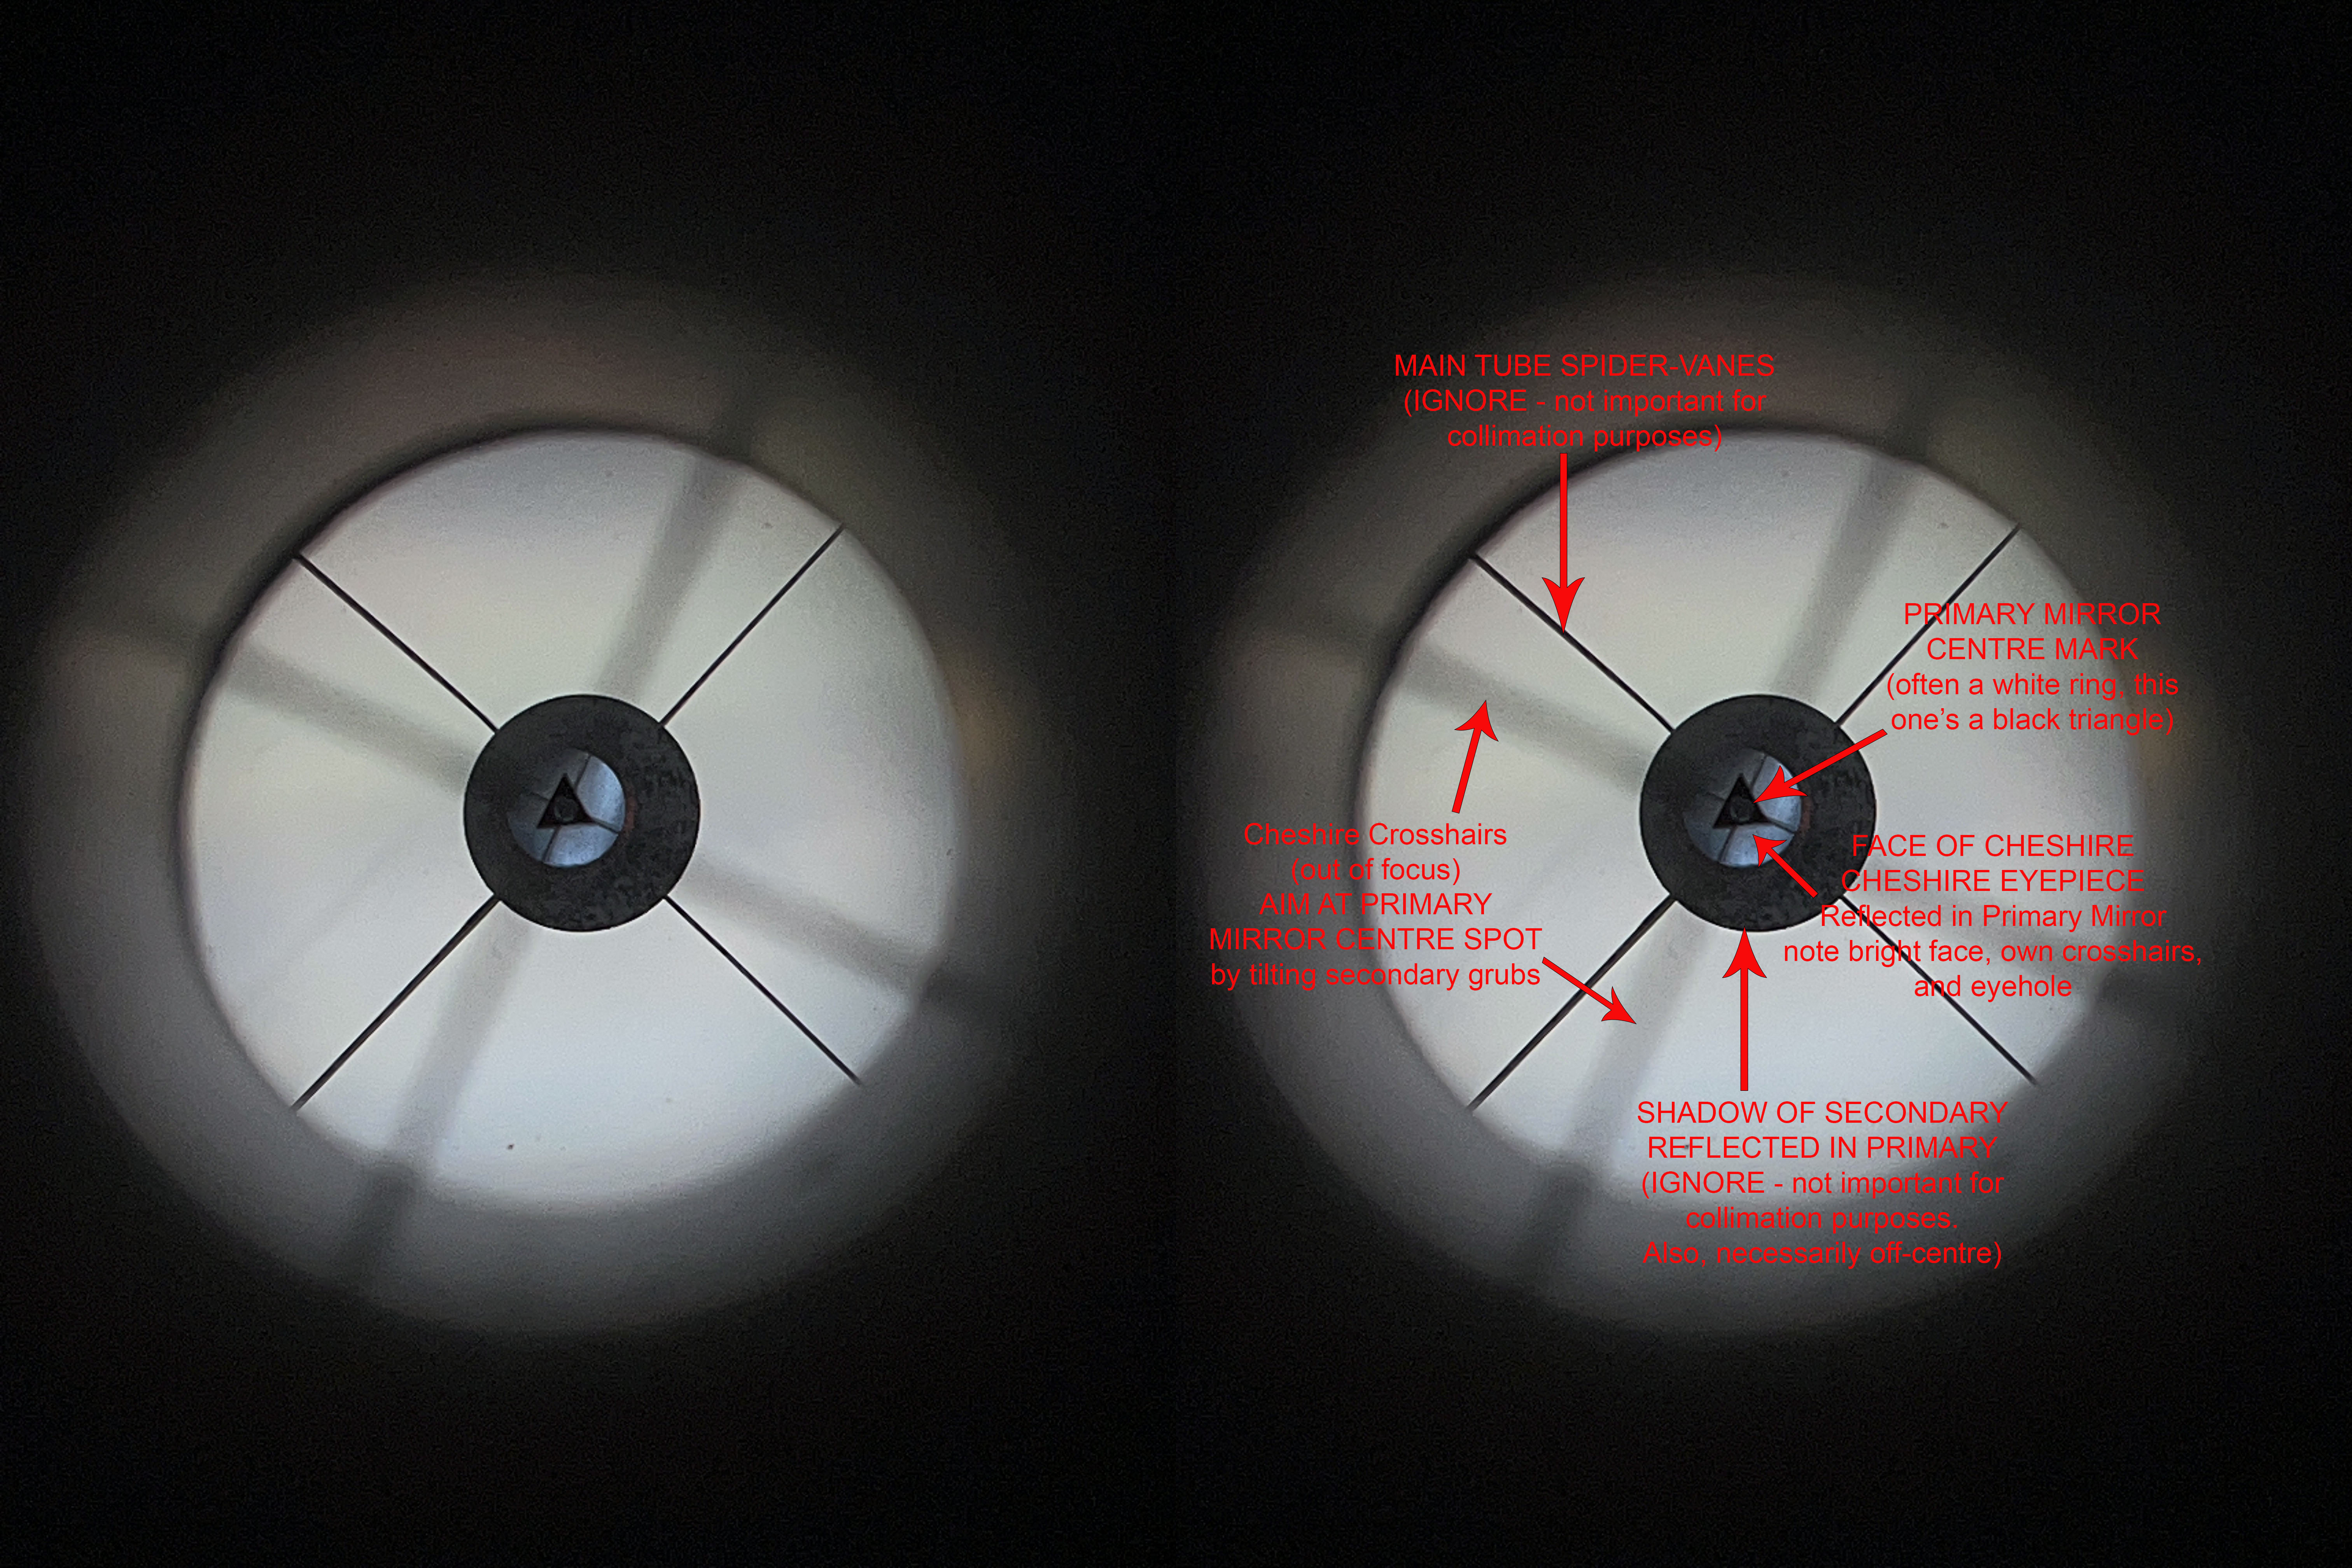 MAIN TUBE SPIDER-VANES
(IGNORE - not important for
collimation purposes)
PRIMARY MIRROR
CENTRE MARK
(often a white ring, this
one's a black triangle)
Cheshire Crosshairs
(out of focus)
AIM AT PRIMARY
MIRROR CENTRE SPOT
by tilting secondary grubs
FACE OF CHESHIRE
CHESHIRE EYEPIECE
Reflected in Primary Mirror
note bright face, own crosshairs,
and eyehole
SHADOW OF SECONDARY
REFLECTED IN PRIMARY
(IGNORE - not important for
collimation purposes.
Also, necessarily off-centre)